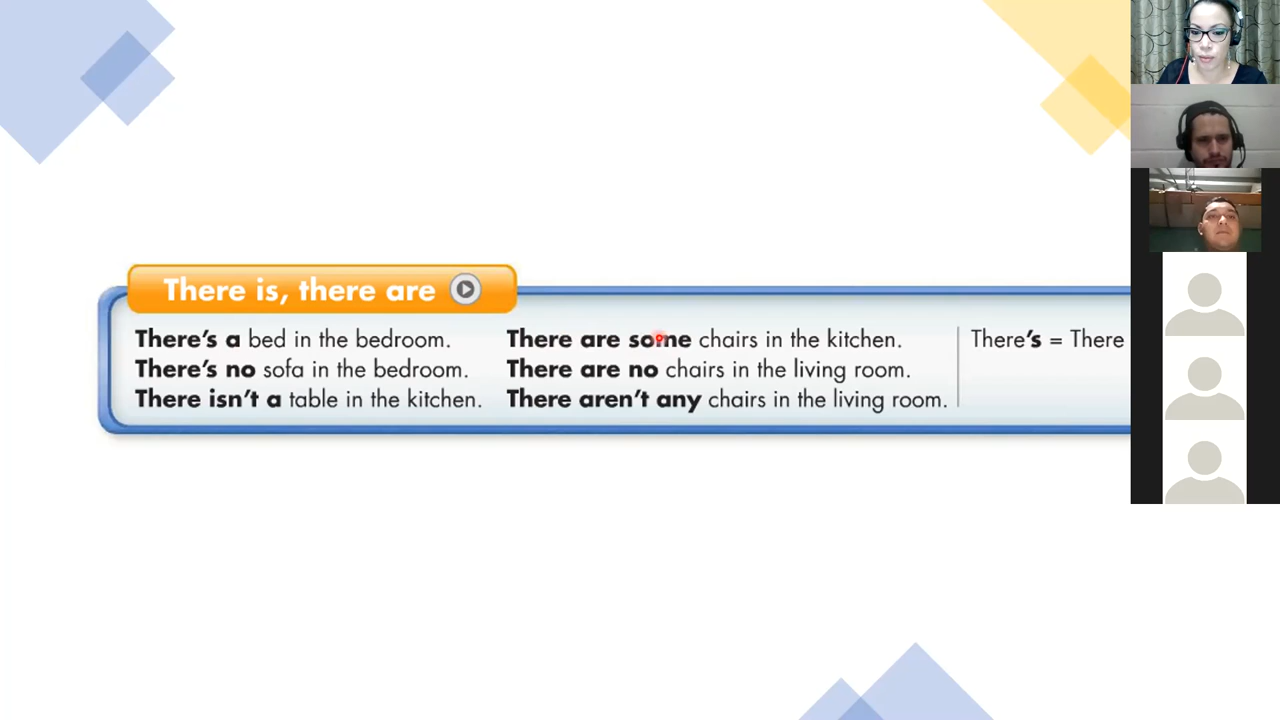 There is, there are
There's a bed in the bedroom.
There's no sofa in the bedroom.
There isn't a table in the kitchen.
There are some chairs in the kitchen.
There are no chairs in the living room.
There aren't any chairs in the living room.
There's = There